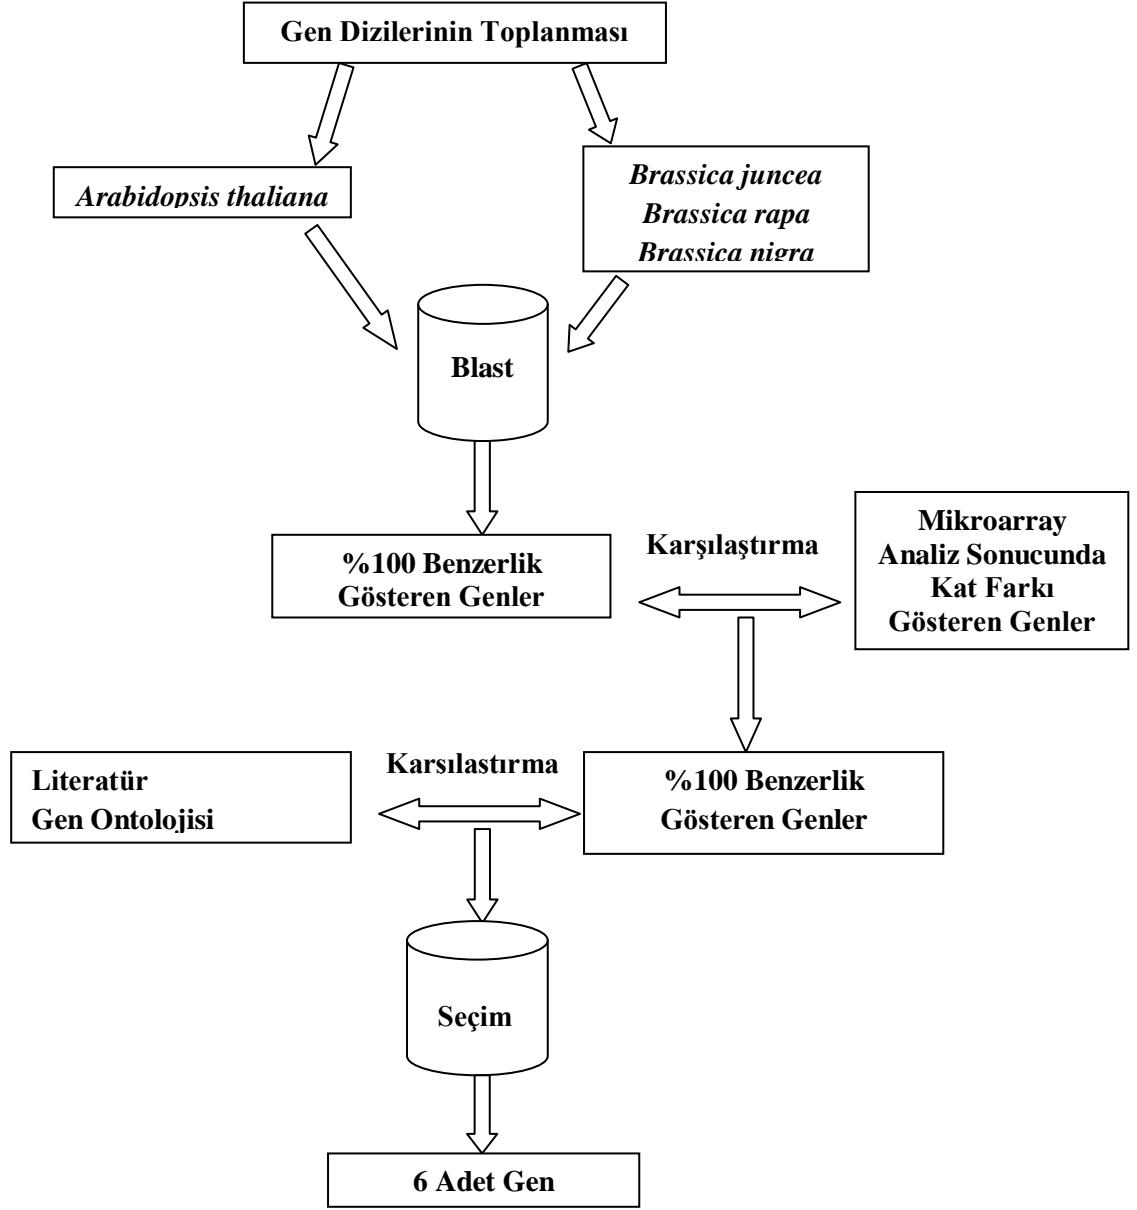 Gen Dizilerinin Toplanması
Arabidopsis thaliana
Brassica juncea
Brassica rapa
Brassica nigra
Blast
%100 Benzerlik
Gösteren Genler
Karşılaştırma
Mikroarray
Analiz Sonucunda
Kat Farkı
Gösteren Genler
Literatür
Gen Ontolojisi
Karsılastırma
%100 Benzerlik
Gösteren Genler
Seçim
6 Adet Gen